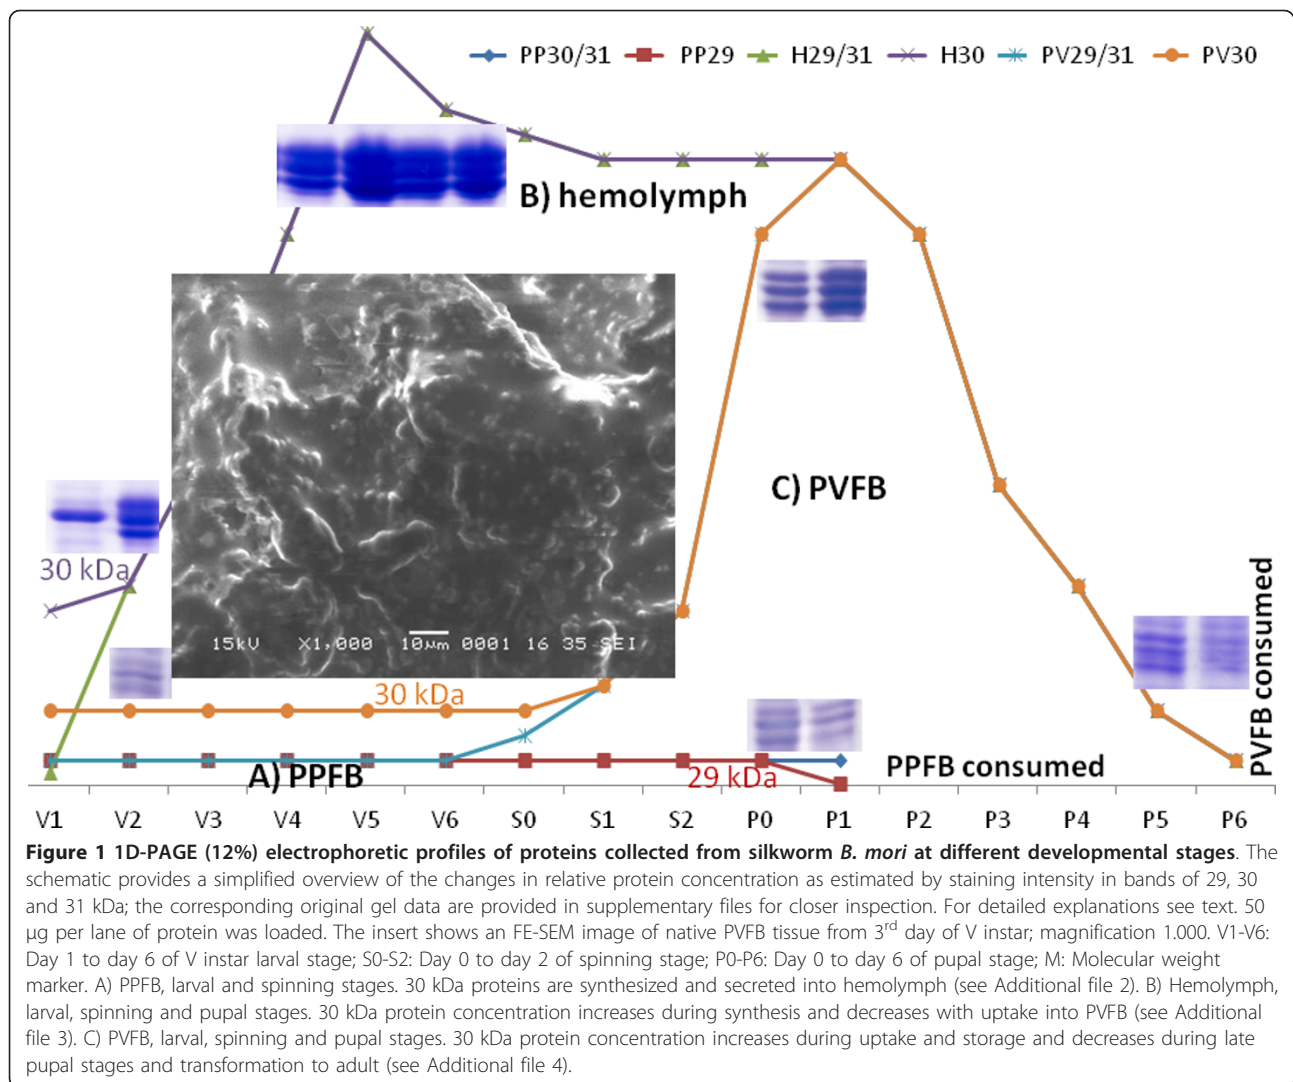 PP30/31 PP29 H29/31 H30 PV29/31 PV30
B) hemolymph
C) PVFB
30 kDa
15kV X1,000 10µm 0001 16 35 SEI
30 kDa
PVFB consumed
A) PPFB
29 kDa
PPFB consumed
V1 V2 V3 V4 V5 V6 S0 S1 S2 P0 P1 P2 P3 P4 P5 P6
Figure 1 1D-PAGE (12%) electrophoretic profiles of proteins collected from silkworm B. mori at different developmental stages. The
schematic provides a simplified overview of the changes in relative protein concentration as estimated by staining intensity in bands of 29, 30
and 31 kDa; the corresponding original gel data are provided in supplementary files for closer inspection. For detailed explanations see text. 50
µg per lane of protein was loaded. The insert shows an FE-SEM image of native PVFB tissue from 3rd day of V instar; magnification 1.000. V1-V6:
Day 1 to day 6 of V instar larval stage; S0-S2: Day 0 to day 2 of spinning stage; P0-P6: Day 0 to day 6 of pupal stage; M: Molecular weight
marker. A) PPFB, larval and spinning stages. 30 kDa proteins are synthesized and secreted into hemolymph (see Additional file 2). B) Hemolymph,
larval, spinning and pupal stages. 30 kDa protein concentration increases during synthesis and decreases with uptake into PVFB (see Additional
file 3). C) PVFB, larval, spinning and pupal stages. 30 kDa protein concentration increases during uptake and storage and decreases during late
pupal stages and transformation to adult (see Additional file 4).